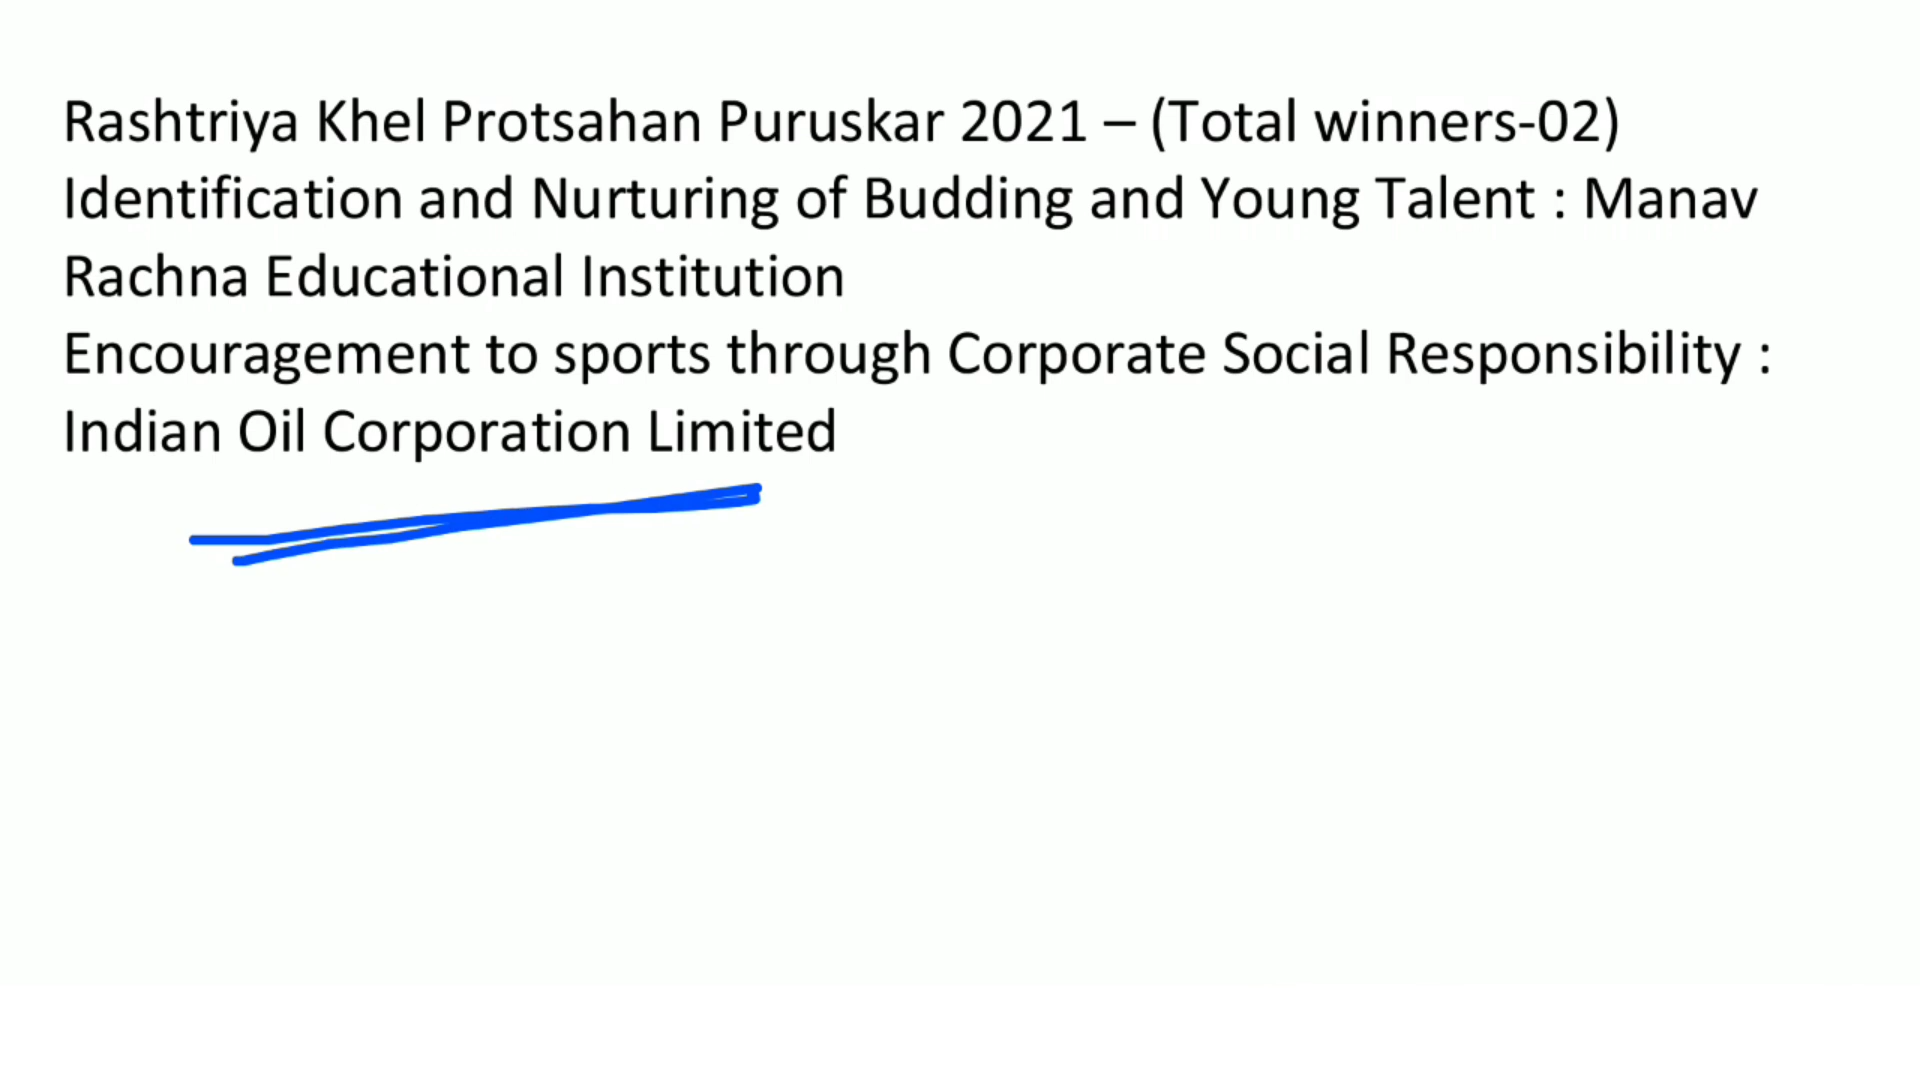 Rashtriya Khel Protsahan Puruskar 2021 – (Total winners-02)
Identification and Nurturing of Budding and Young Talent : Manav
Rachna Educational Institution
Encouragement to sports through Corporate Social Responsibility :
Indian Oil Corporation Limited